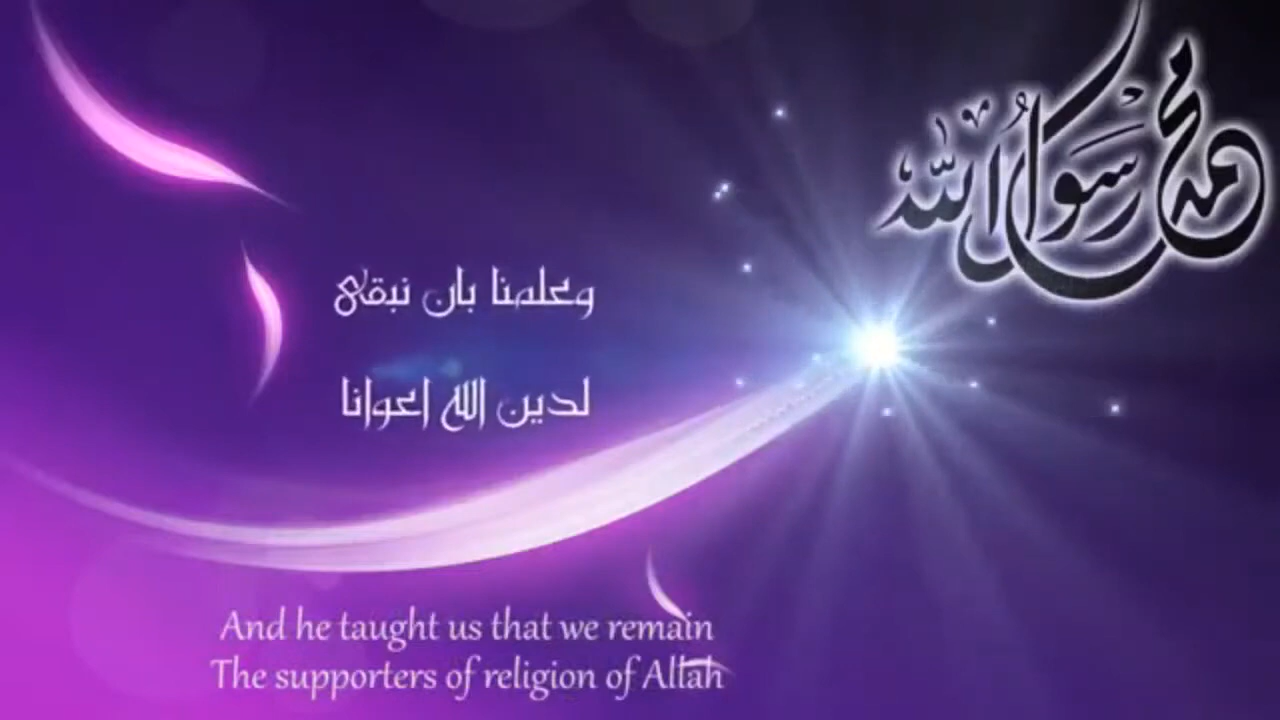 محمد رسول الله
وعلمنا بان نبقى
لدين الله اعوانا
And he taught us that we remain
The supporters of religion of Allah